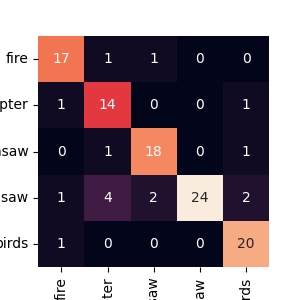 fire 17 1 1 0 0
pter 1 14 0 0 1
saw 0 1 18 0 1
saw 1 4 2 24 2
birds 1 0 0 0 20
fire ter saw aw rds